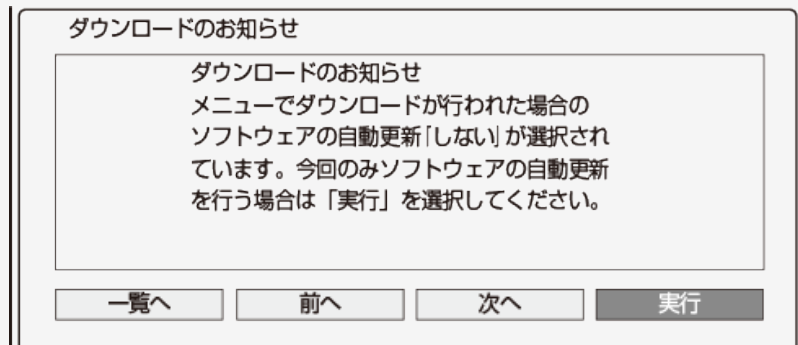 ダウンロードのお知らせ
ダウンロードのお知らせ
メニューでダウンロードが行われた場合の
ソフトウェアの自動更新「しない」が選択され
ています。今回のみソフトウェアの自動更新
を行う場合は「実行」を選択してください。
一覧へ 前へ 次へ 実行